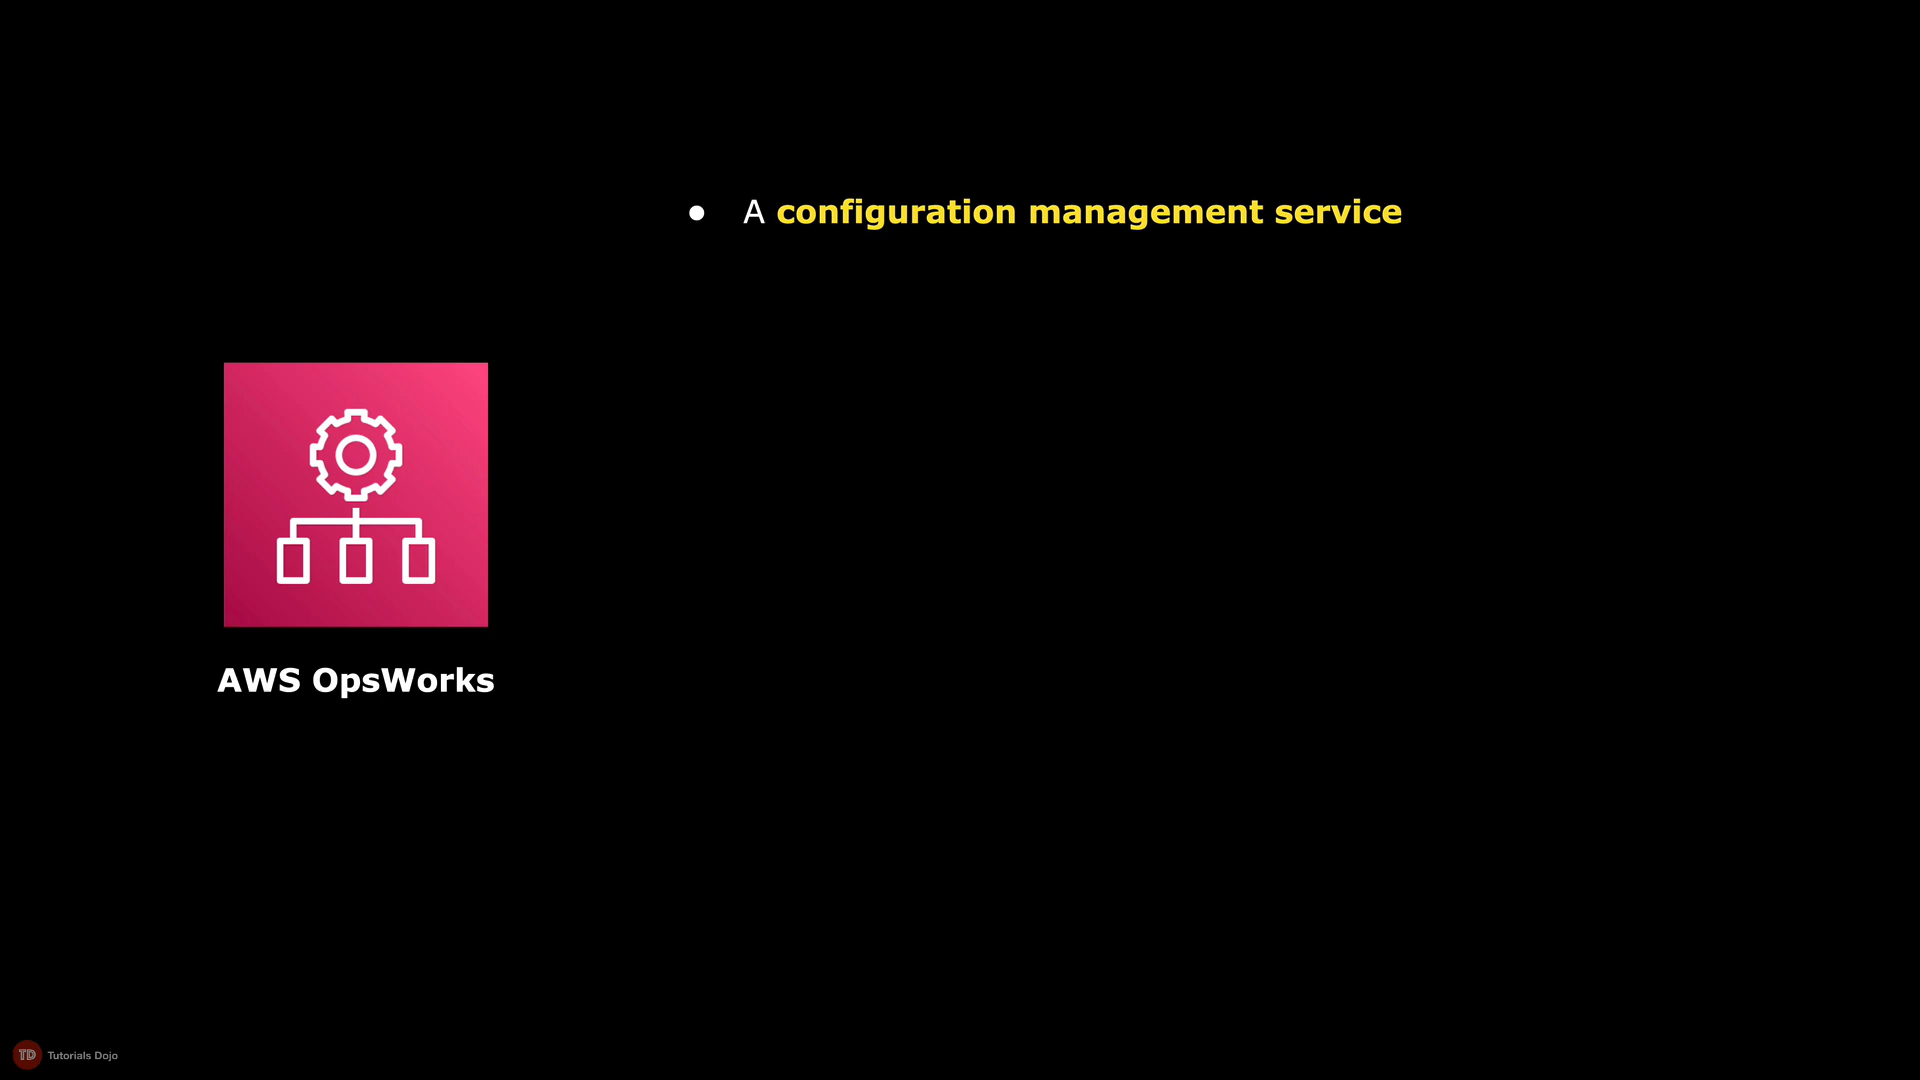 ● A configuration management service
AWS OpsWorks
TD Tutorials Dojo